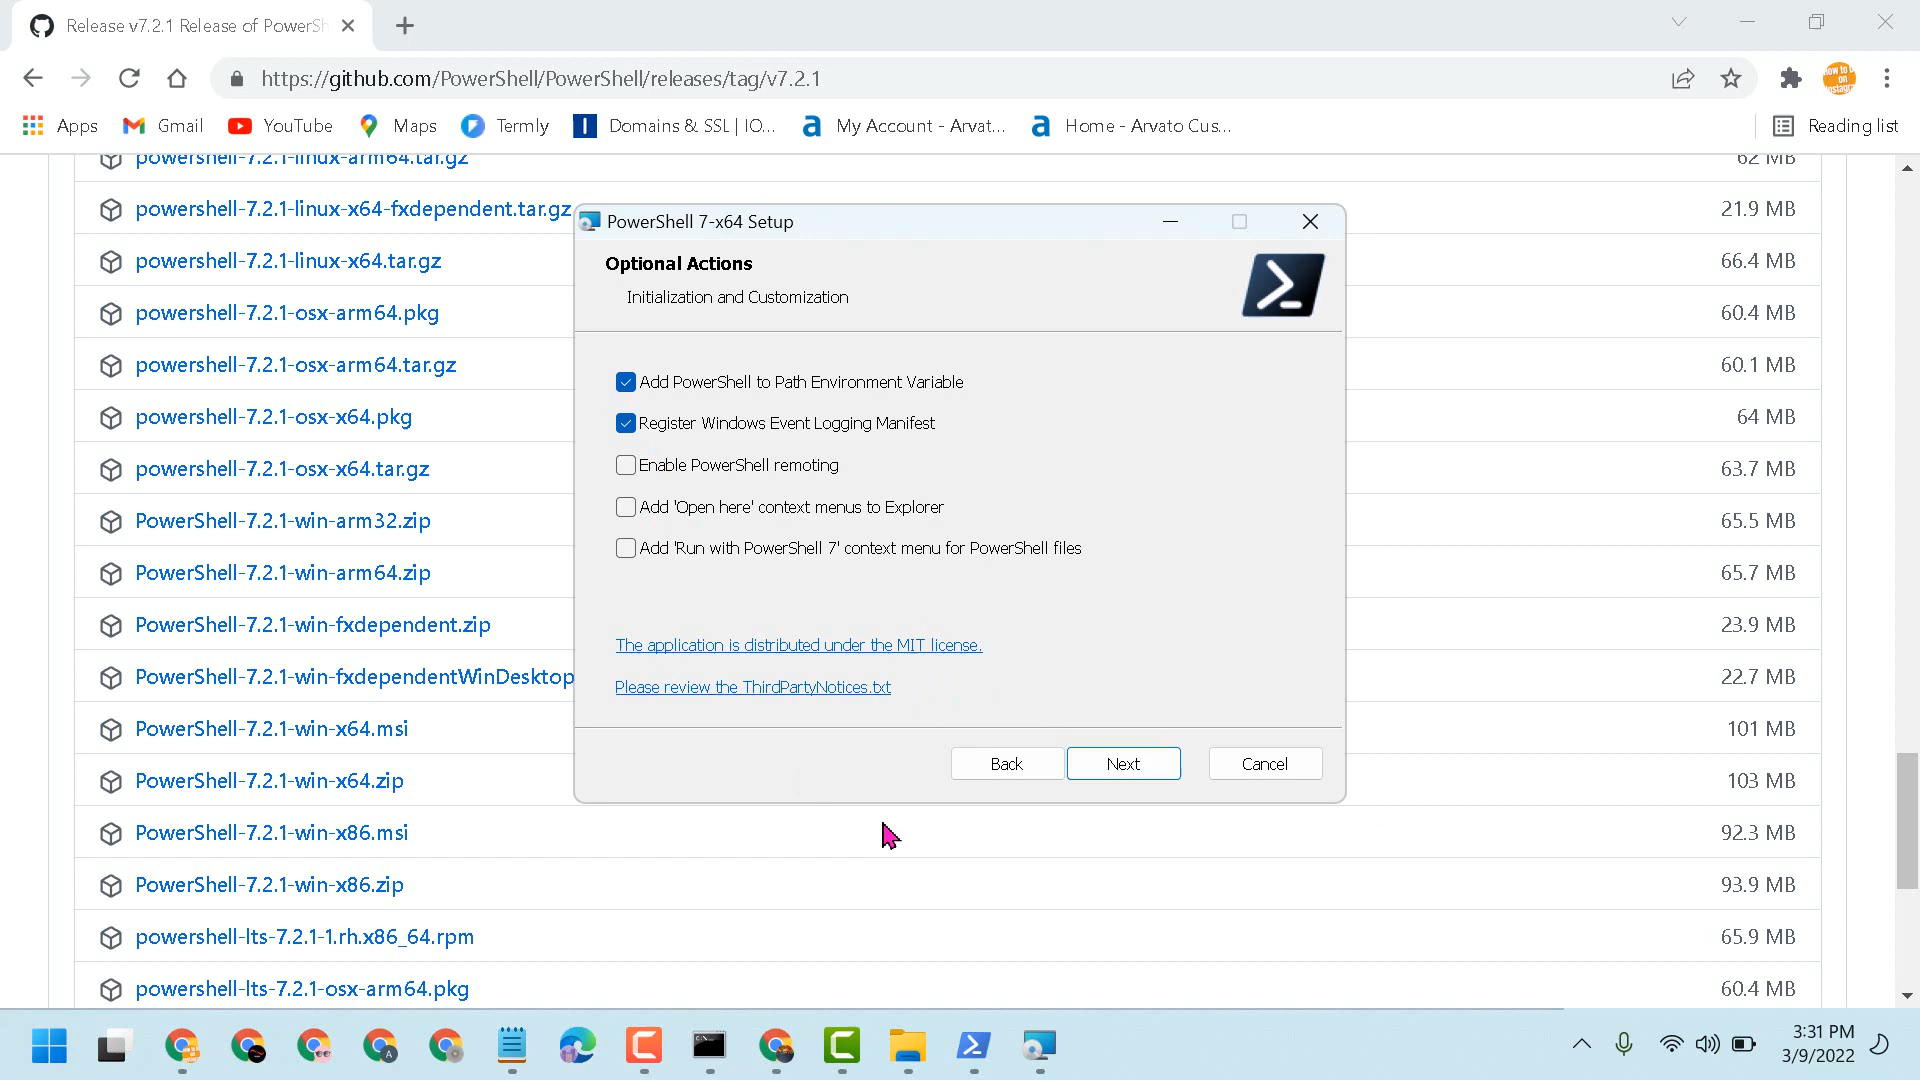 Release v7.2.1 Release of PowerSh
https://github.com/PowerShell/PowerShell/releases/tag/v7.2.1
Apps
Gmail
YouTube
Maps
Termly
Domains & SSL | IO...
My Account - Arvat...
Home - Arvato Cus...
Reading list
powershell-7.2.1-linux-arm64.tar.gz
62 MB
powershell-7.2.1-linux-x64-fxdependent.tar.gz
21.9 MB
powershell-7.2.1-linux-x64.tar.gz
66.4 MB
powershell-7.2.1-osx-arm64.pkg
60.4 MB
powershell-7.2.1-osx-arm64.tar.gz
60.1 MB
powershell-7.2.1-osx-x64.pkg
64 MB
powershell-7.2.1-osx-x64.tar.gz
63.7 MB
PowerShell-7.2.1-win-arm32.zip
65.5 MB
PowerShell-7.2.1-win-arm64.zip
65.7 MB
PowerShell-7.2.1-win-fxdependent.zip
23.9 MB
PowerShell-7.2.1-win-fxdependentWinDesktop
22.7 MB
PowerShell-7.2.1-win-x64.msi
101 MB
PowerShell-7.2.1-win-x64.zip
103 MB
PowerShell-7.2.1-win-x86.msi
92.3 MB
PowerShell-7.2.1-win-x86.zip
93.9 MB
powershell-lts-7.2.1-1.rh.x86_64.rpm
65.9 MB
powershell-lts-7.2.1-osx-arm64.pkg
60.4 MB
PowerShell 7-x64 Setup
Optional Actions
Initialization and Customization
Add PowerShell to Path Environment Variable
Register Windows Event Logging Manifest
Enable PowerShell remoting
Add 'Open here' context menus to Explorer
Add 'Run with PowerShell 7' context menu for PowerShell files
The application is distributed under the MIT license.
Please review the ThirdPartyNotices.txt
Back
Next
Cancel
3:31 PM
3/9/2022